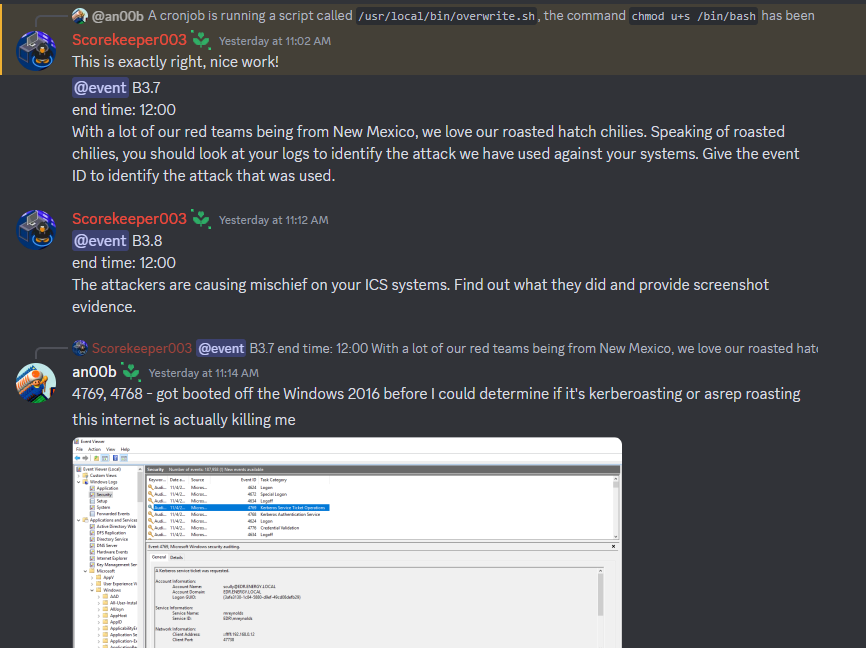 @an00b A cronjob is running a script called /usr/local/bin/overwrite.sh, the command chmod u+s /bin/bash has been
Scorekeeper003 Yesterday at 11:02 AM
This is exactly right, nice work!
@event B3.7
end time: 12:00
With a lot of our red teams being from New Mexico, we love our roasted hatch chilies. Speaking of roasted
chilies, you should look at your logs to identify the attack we have used against your systems. Give the event
ID to identify the attack that was used.
Scorekeeper003 Yesterday at 11:12 AM
@event B3.8
end time: 12:00
The attackers are causing mischief on your ICS systems. Find out what they did and provide screenshot
evidence.
Scorekeeper003 @event B3.7 end time: 12:00 With a lot of our red teams being from New Mexico, we love our roasted hatc
an00b Yesterday at 11:14 AM
4769, 4768 - got booted off the Windows 2016 before I could determine if it's kerberoasting or asrep roasting
this internet is actually killing me
Event Viewer
File Action View Help
Event Viewer (Local)
Custom Views
Windows Logs
Application
Security
Setup
System
Forwarded Events
Applications and Services
Active Directory Web
DFS Replication
Directory Service
DNS Server
Hardware Events
Internet Explorer
Key Management Ser
Microsoft
AppV
User Experience V
Windows
AAD
All-User-Install
AllJoyn
AppHost
AppID
ApplicabilityEn
Application Se
Application-Ex
Security Number of events: (!) New events available
Keywor... Date a... Source Event ID Task Category
Audi... 11/4/2... Micros... 4624 Logon
Audi... 11/4/2... Micros... 4672 Special Logon
Audi... 11/4/2... Micros... 4634 Logoff
Audi... 11/4/2... Micros... 4769 Kerberos Service Ticket Operations
Audi... 11/4/2... Micros... 4768 Kerberos Authentication Service
Audi... 11/4/2... Micros... 4624 Logon
Audi... 11/4/2... Micros... 4776 Credential Validation
Audi... 11/4/2... Micros... 4634 Logoff
Event 4769, Microsoft Windows security auditing.
General Details
A Kerberos service ticket was requested.
Account Information:
Account Name: scully@EDR.ENERGY.LOCAL
Account Domain: EDR.ENERGY.LOCAL
Logon GUID:
Service Information:
Service Name: mreynolds
Service ID: EDR\mreynolds
Network Information:
Client Address: ::ffff:192.168.0.12
Client Port: